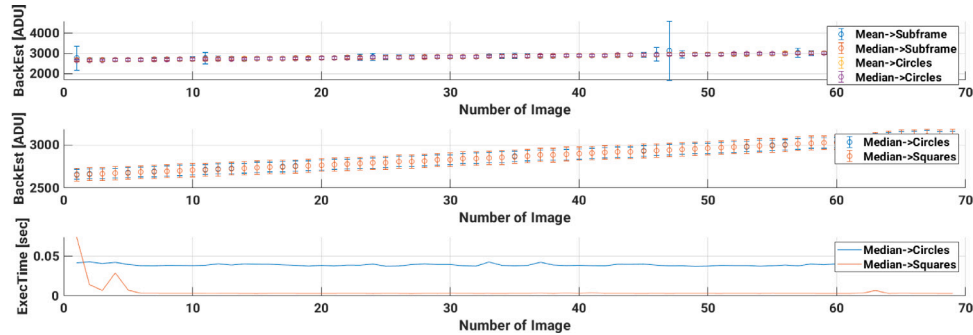 BackEst [ADU]
4000
3000
2000
Mean->Subframe
Median->Subframe
Mean->Circles
Median->Circles
0 10 20 30 40 50 60 70
Number of Image
BackEst [ADU]
3000
2500
Median->Circles
Median->Squares
0 10 20 30 40 50 60 70
Number of Image
ExecTime [sec]
0.05
0
Median->Circles
Median->Squares
0 10 20 30 40 50 60 70
Number of Image